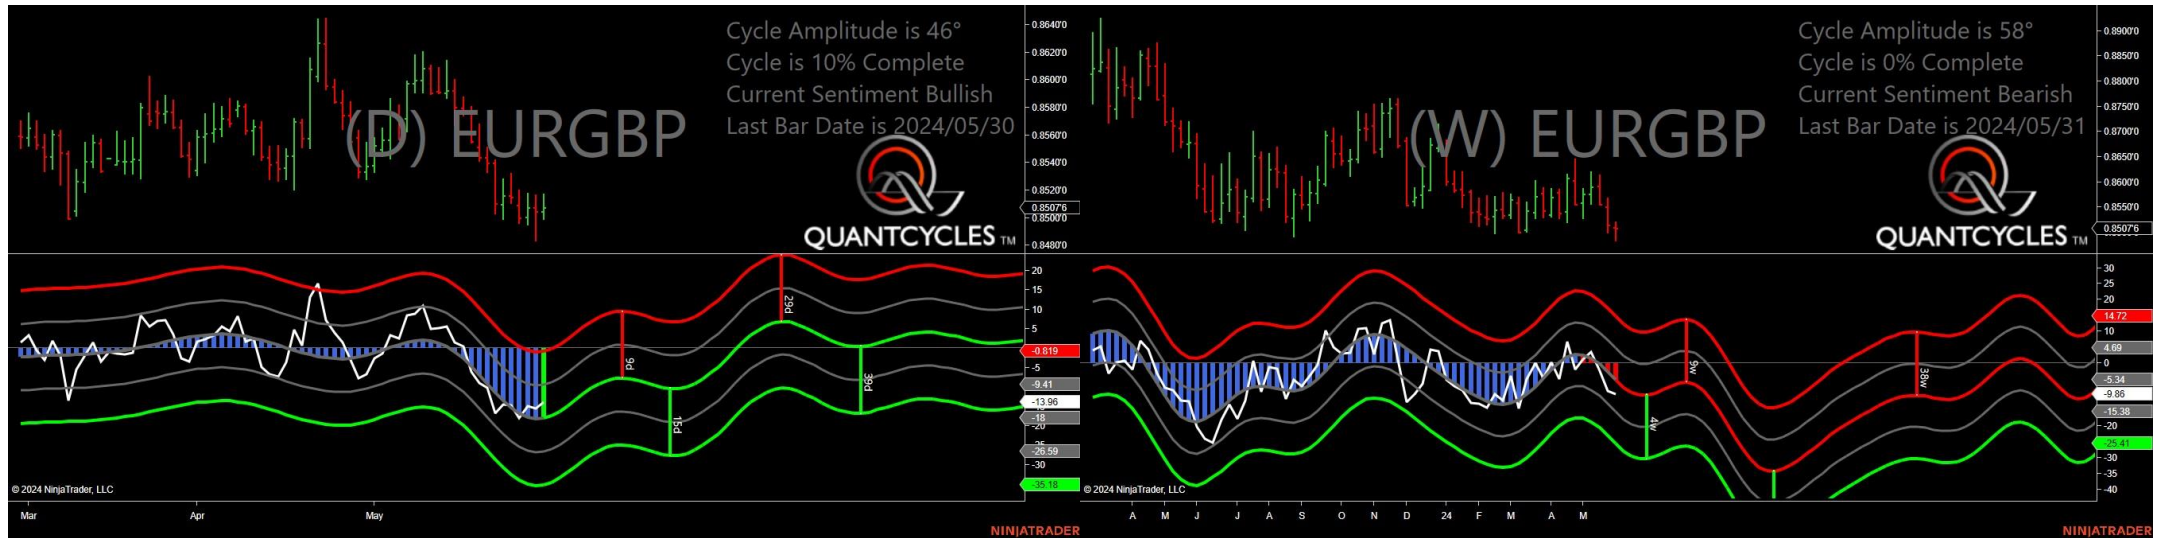 Cycle Amplitude is 46°
Cycle is 10% Complete
Current Sentiment Bullish
Last Bar Date is 2024/05/30
(D) EURGBP
QUANTCYCLES TM
0.8640'0
0.8620'0
0.8600'0
0.8580'0
0.8560'0
0.8540'0
0.8520'0
0.8507'6
0.8500'0
0.8480'0
20
15
10
5
-0.819
-5
-9.41
-13.96
-18
-20
-26.59
-30
-35.18
9d
15d
29d
39d
© 2024 NinjaTrader, LLC
Mar
Apr
May
NINJATRADER
Cycle Amplitude is 58°
Cycle is 0% Complete
Current Sentiment Bearish
Last Bar Date is 2024/05/31
(W) EURGBP
QUANTCYCLES TM
0.8900'0
0.8850'0
0.8800'0
0.8750'0
0.8700'0
0.8650'0
0.8600'0
0.8550'0
0.8507'6
30
25
20
14.72
10
4.69
0
-5.34
-9.86
-15.38
-20
-25.41
-30
-35
-40
4w
9w
38w
© 2024 NinjaTrader, LLC
A M J J A S O N D 24 F M A M
NINJATRADER